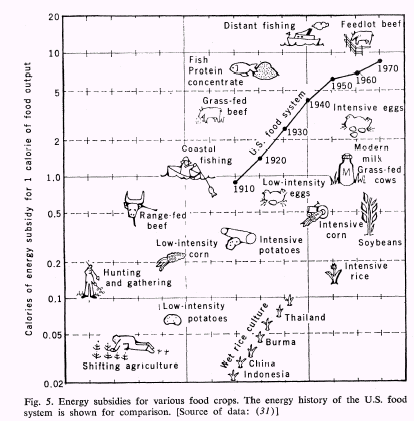 20
Distant fishing
Feedlot beef
10
Fish
Protein
concentrate
1970
1960
1950
5
Grass-fed
beef
U.S. food system
1940
Intensive eggs
1930
2
Coastal
fishing
1920
Modern
milk
Grass-fed
cows
M
1.0
1910
Low-intensity
eggs
0.5
Range-fed
beef
Intensive
corn
Soybeans
Low-intensity
corn
Intensive
potatoes
0.2
Hunting
and gathering
Intensive
rice
0.1
Low-intensity
potatoes
Wet rice culture
Thailand
0.05
Burma
Shifting agriculture
China
Indonesia
0.02
Calories of energy subsidy for 1 calorie of food output
Fig. 5. Energy subsidies for various food crops. The energy history of the U.S. food
system is shown for comparison. [Source of data: (31)]